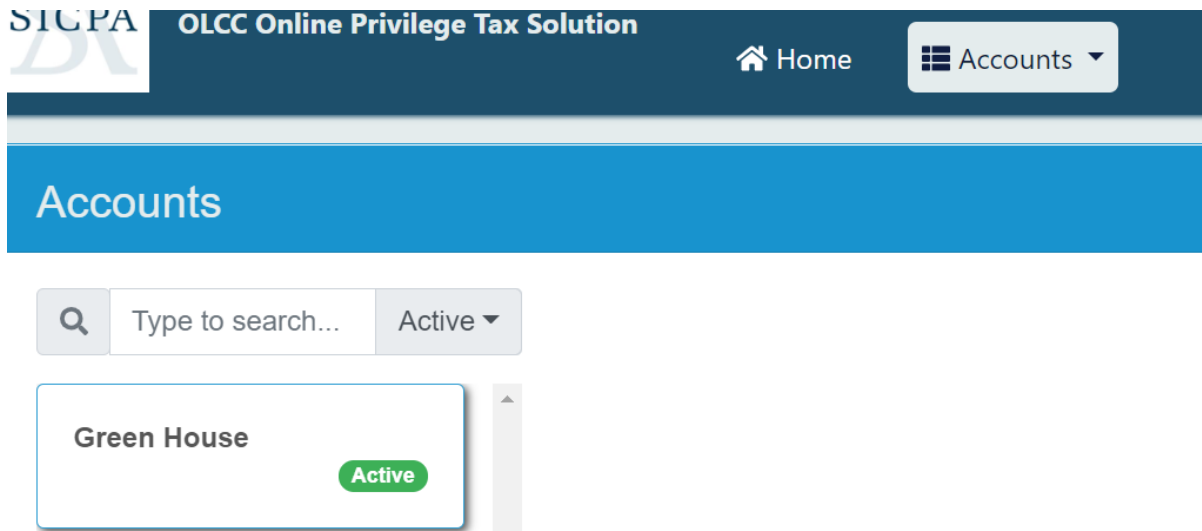 SICPA
OLCC Online Privilege Tax Solution
Home
Accounts
Accounts
Type to search...
Active
Green House
Active